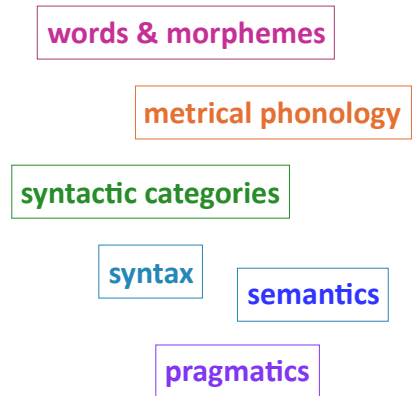 words & morphemes
metrical phonology
syntactic categories
syntax
semantics
pragmatics